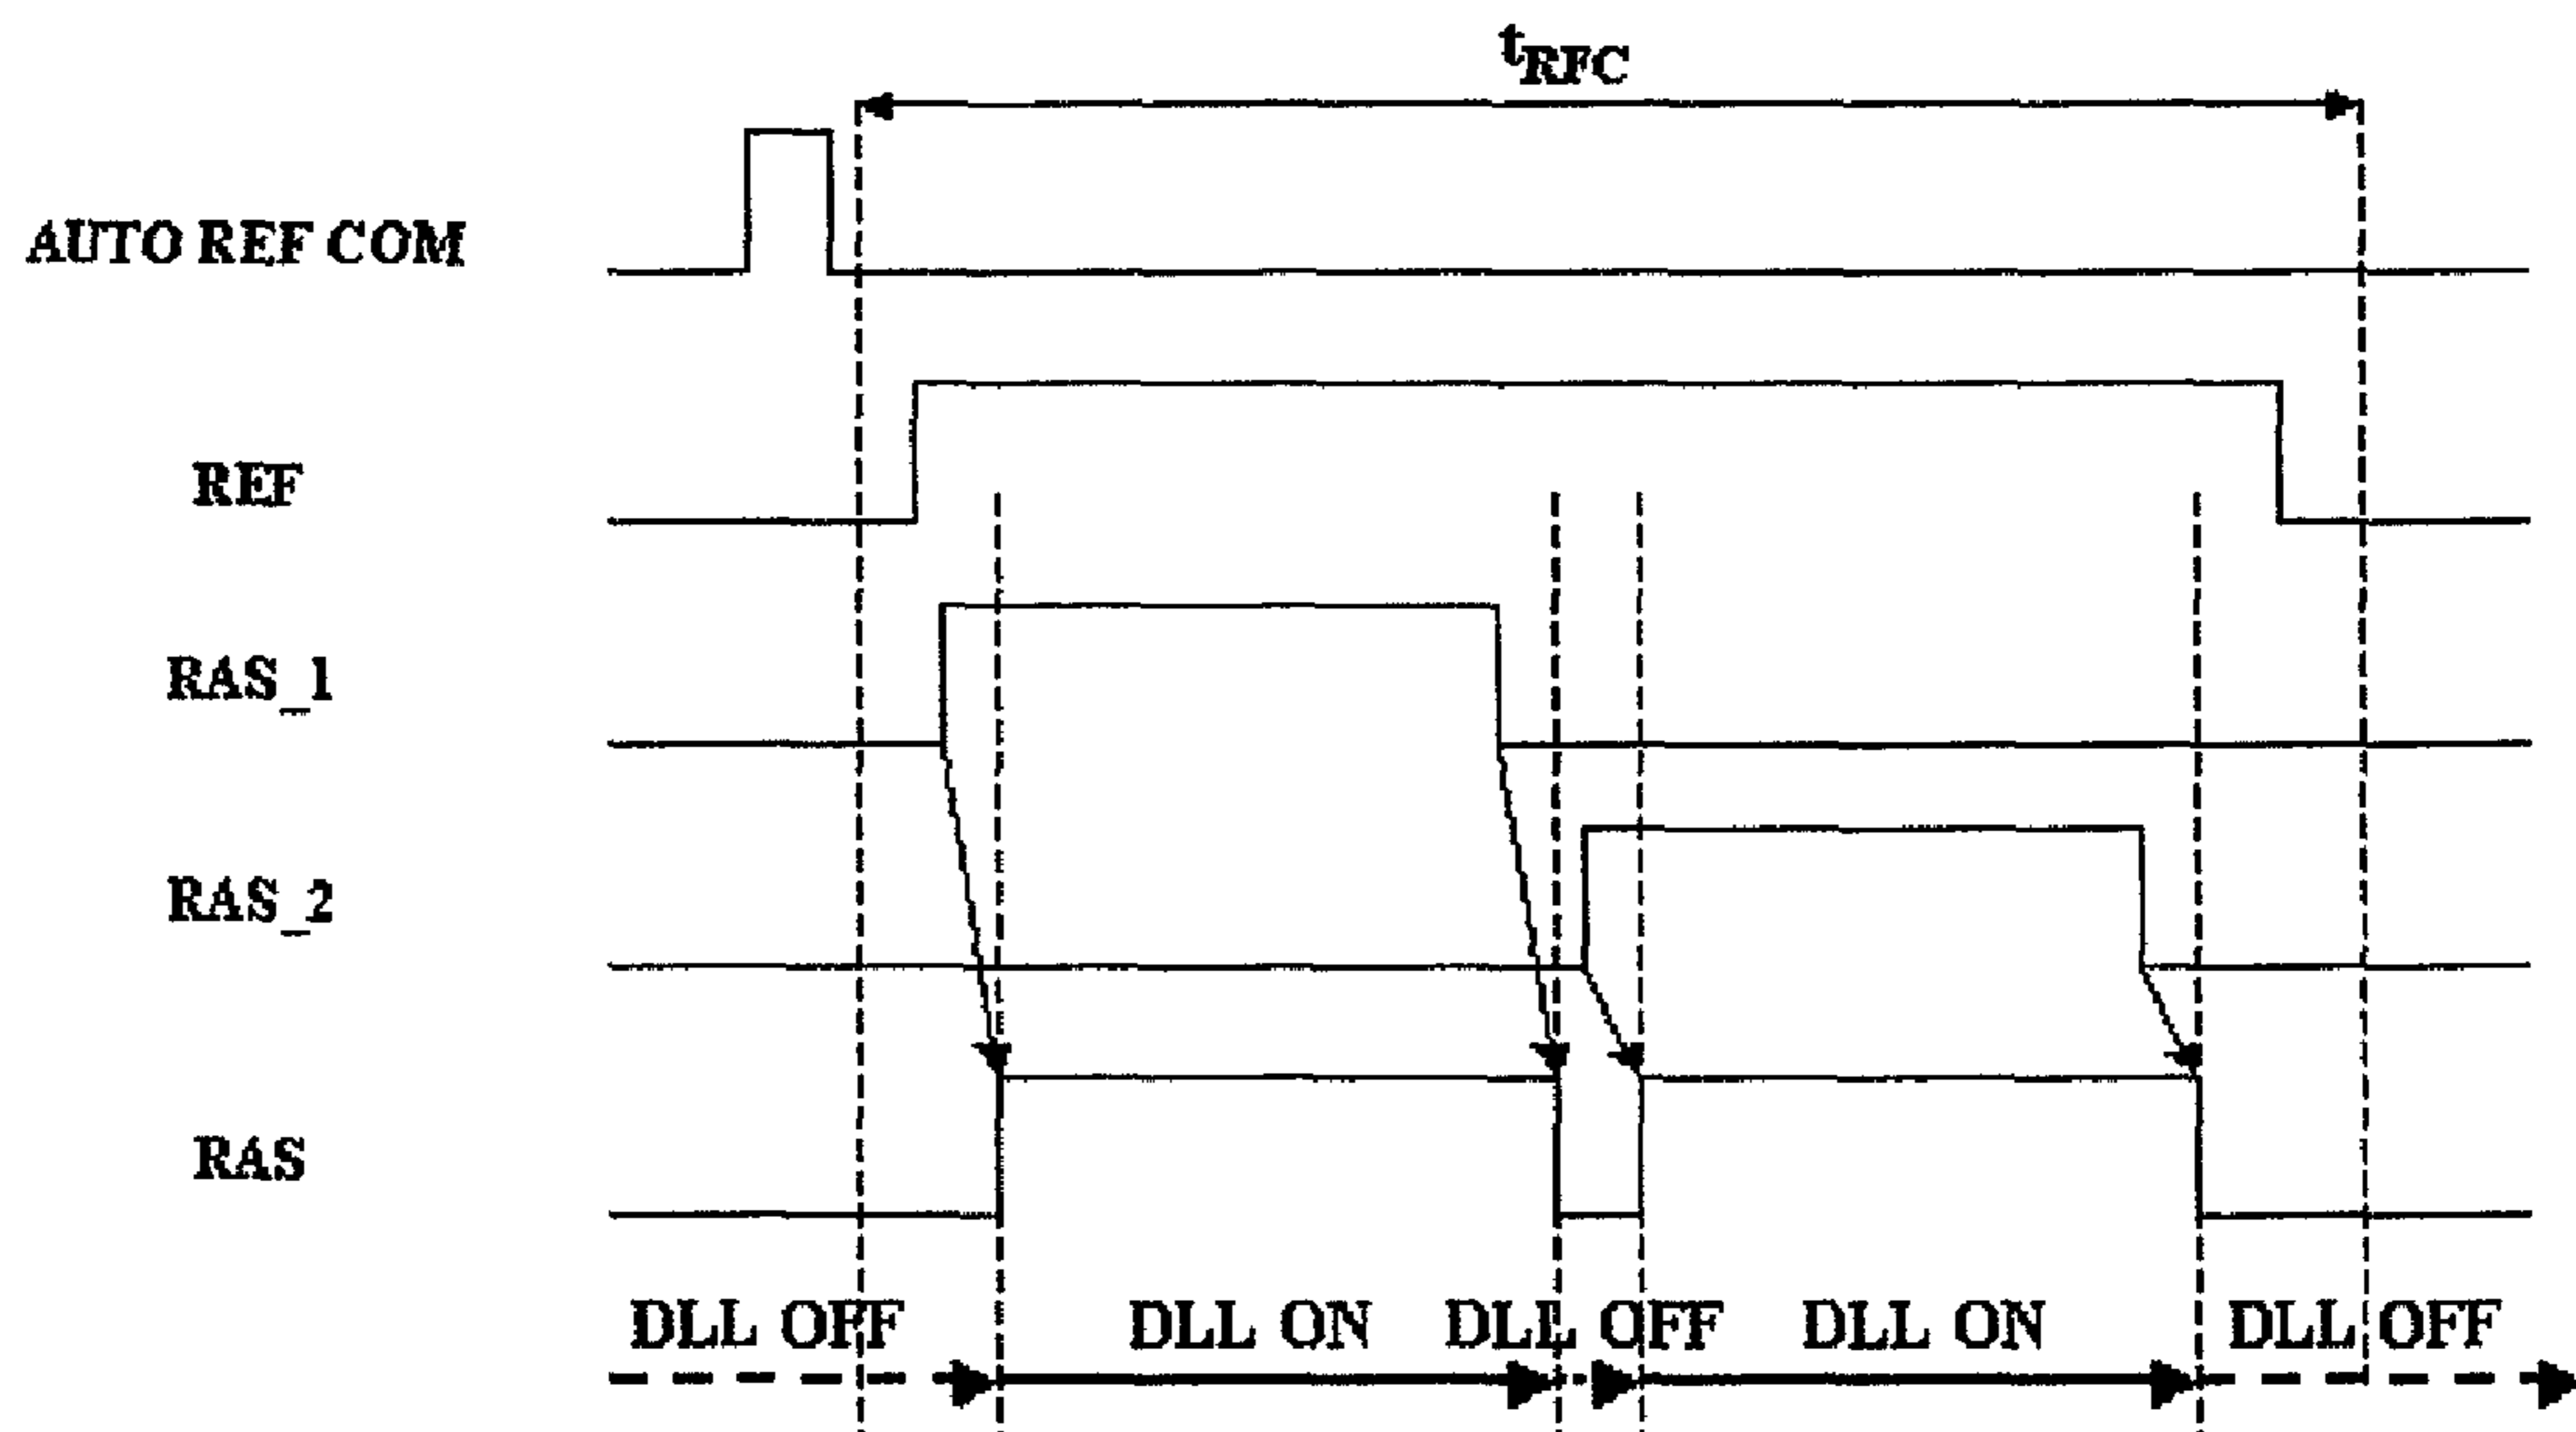 tRFC
AUTO REF COM
REF
RAS_1
RAS_2
RAS
DLL OFF DLL ON DLL OFF DLL ON DLL OFF